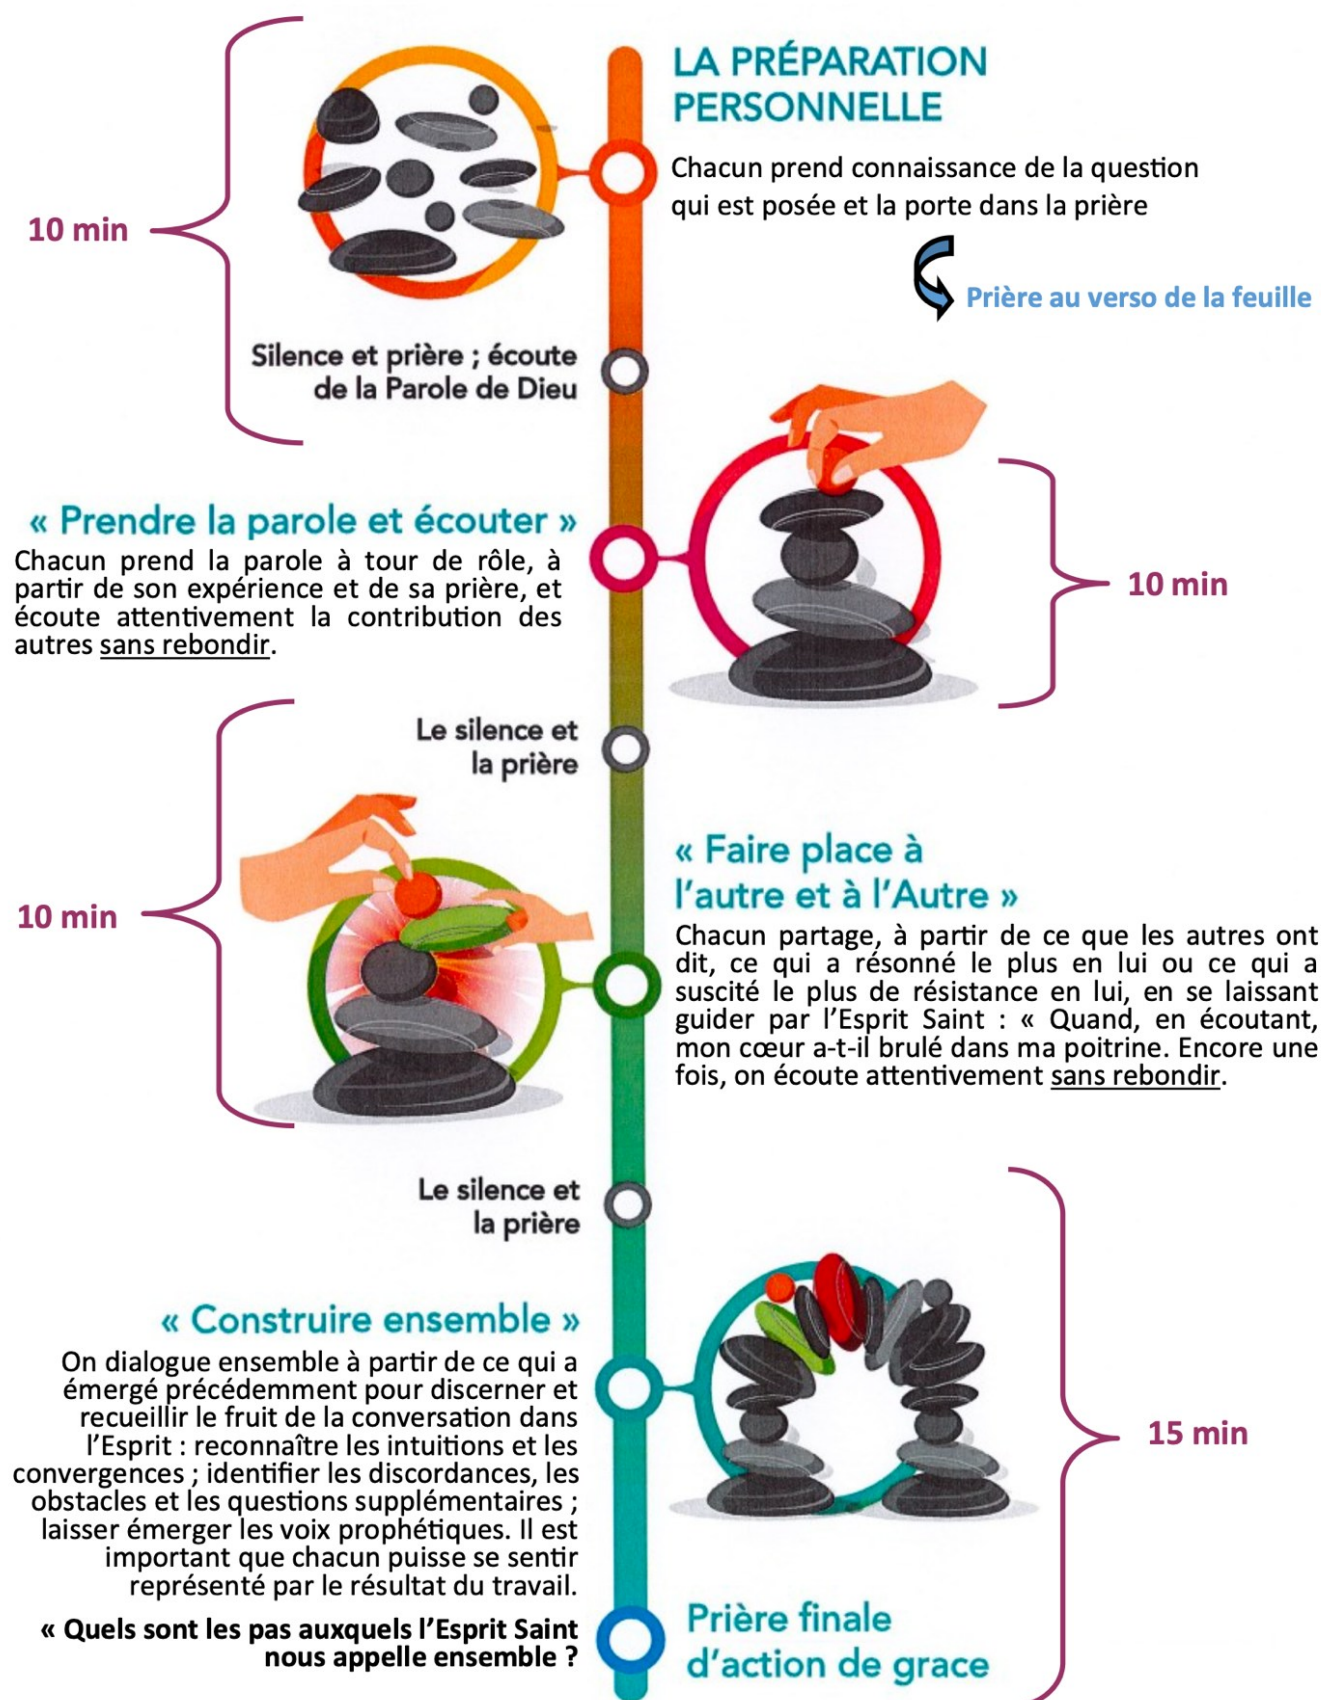 LA PRÉPARATION
PERSONNELLE
Chacun prend connaissance de la question
qui est posée et la porte dans la prière
10 min
Prière au verso de la feuille
Silence et prière ; écoute
de la Parole de Dieu
« Prendre la parole et écouter »
Chacun prend la parole à tour de rôle, à
partir de son expérience et de sa prière, et
écoute attentivement la contribution des
autres sans rebondir.
10 min
Le silence et
la prière
« Faire place à
l'autre et à l'Autre »
10 min
Chacun partage, à partir de ce que les autres ont
dit, ce qui a résonné le plus en lui ou ce qui a
suscité le plus de résistance en lui, en se laissant
guider par l'Esprit Saint : « Quand, en écoutant,
mon cœur a-t-il brulé dans ma poitrine. Encore une
fois, on écoute attentivement sans rebondir.
Le silence et
la prière
« Construire ensemble »
On dialogue ensemble à partir de ce qui a
émergé précédemment pour discerner et
recueillir le fruit de la conversation dans
l'Esprit : reconnaître les intuitions et les
convergences ; identifier les discordances, les
obstacles et les questions supplémentaires ;
laisser émerger les voix prophétiques. Il est
important que chacun puisse se sentir
représenté par le résultat du travail.
15 min
« Quels sont les pas auxquels l'Esprit Saint
nous appelle ensemble ?
Prière finale
d'action de grace